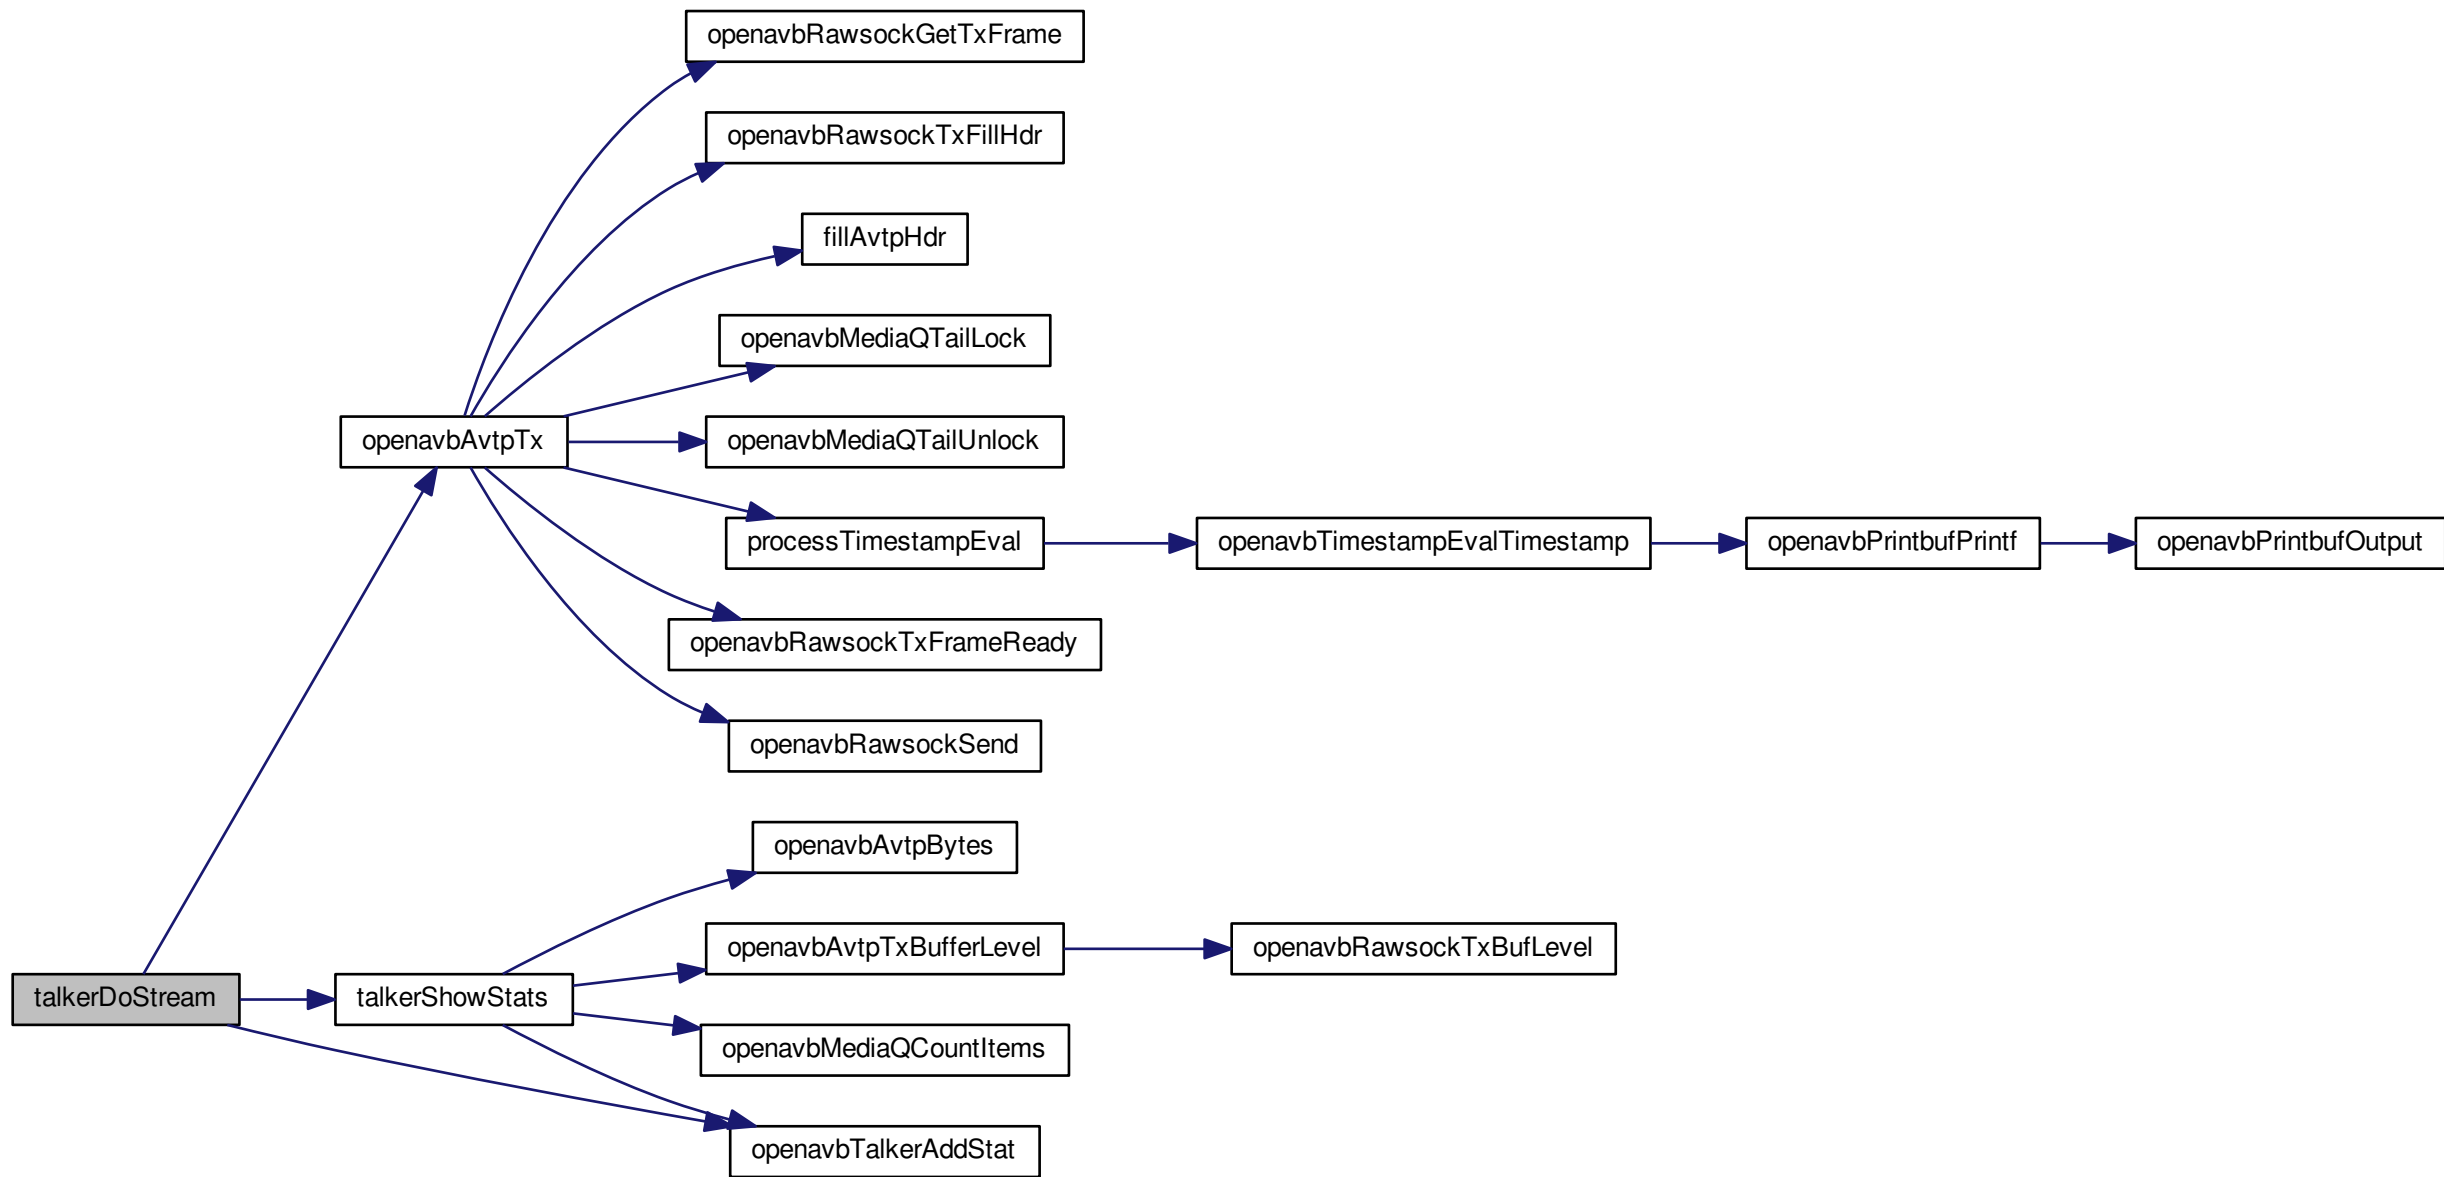 openavbRawsockGetTxFrame
openavbRawsockTxFillHdr
fillAvtpHdr
openavbMediaQTailLock
openavbAvtpTx
openavbMediaQTailUnlock
processTimestampEval
openavbTimestampEvalTimestamp
openavbPrintbufPrintf
openavbPrintbufOutput
openavbRawsockTxFrameReady
openavbRawsockSend
openavbAvtpBytes
openavbAvtpTxBufferLevel
openavbRawsockTxBufLevel
talkerDoStream
talkerShowStats
openavbMediaQCountItems
openavbTalkerAddStat